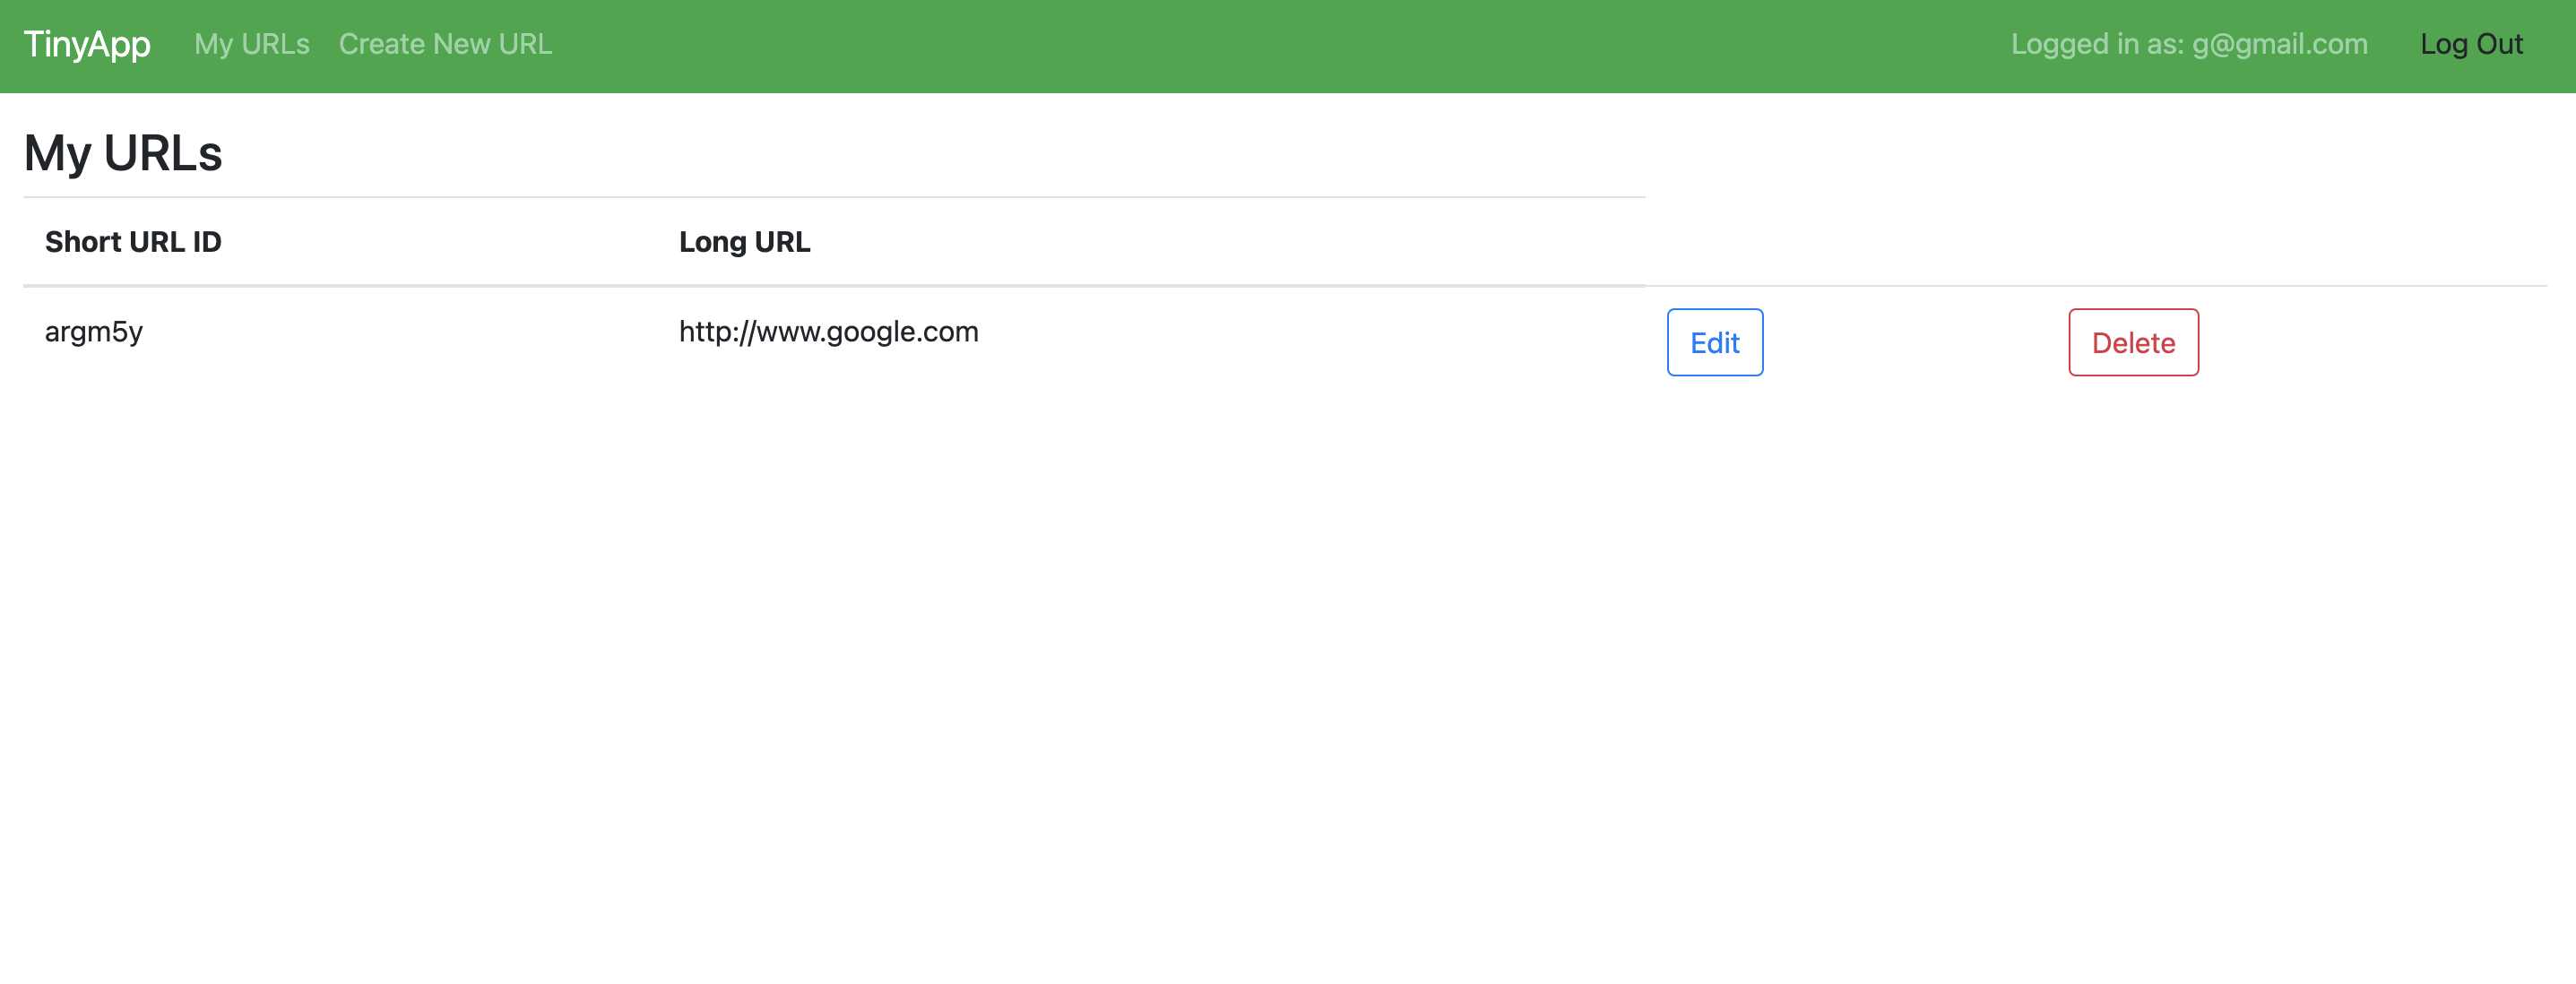 TinyApp My URLs Create New URL Logged in as: g@gmail.com Log Out
My URLs
Short URL ID Long URL
argm5y http://www.google.com Edit Delete